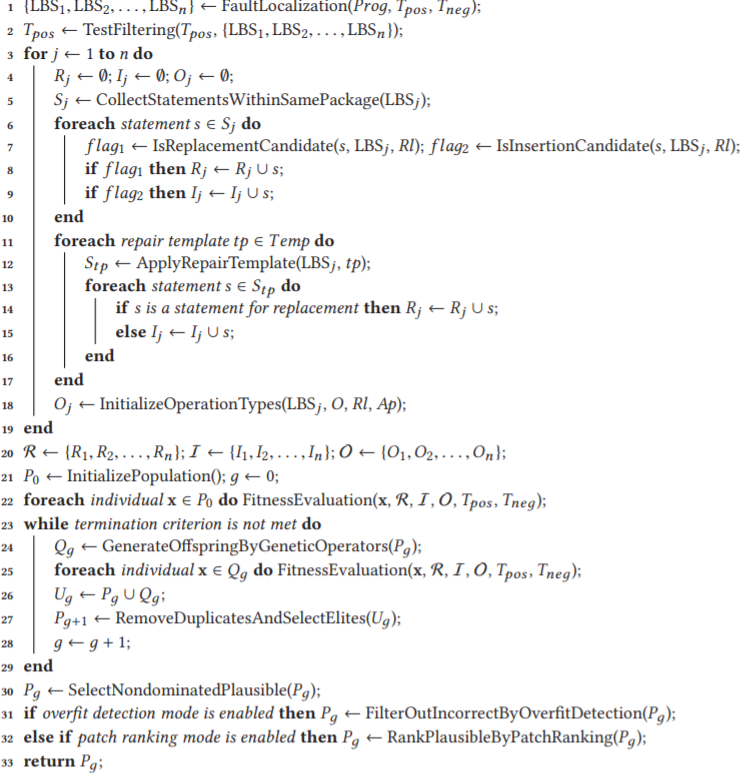 1 {LBS1, LBS2, . . . , LBSn} ← FaultLocalization(Prog, Tpos, Tneg);
2 Tpos ← TestFiltering(Tpos, {LBS1, LBS2, . . . , LBSn});
3 for j ← 1 to n do
4 Rj ← ∅; Ij ← ∅; Oj ← ∅;
5 Sj ← CollectStatementsWithinSamePackage(LBSj);
6 foreach statement s ∈ Sj do
7 flag1 ← IsReplacementCandidate(s, LBSj, Rl); flag2 ← IsInsertionCandidate(s, LBSj, Rl);
8 if flag1 then Rj ← Rj ∪ s;
9 if flag2 then Ij ← Ij ∪ s;
10 end
11 foreach repair template tp ∈ Temp do
12 Stp ← ApplyRepairTemplate(LBSj, tp);
13 foreach statement s ∈ Stp do
14 if s is a statement for replacement then Rj ← Rj ∪ s;
15 else Ij ← Ij ∪ s;
16 end
17 end
18 Oj ← InitializeOperationTypes(LBSj, O, Rl, Ap);
19 end
20 R ← {R1, R2, . . . , Rn}; I ← {I1, I2, . . . , In}; O ← {O1, O2, . . . , On};
21 P0 ← InitializePopulation(); g ← 0;
22 foreach individual x ∈ P0 do FitnessEvaluation(x, R, I, O, Tpos, Tneg);
23 while termination criterion is not met do
24 Qg ← GenerateOffspringByGeneticOperators(Pg);
25 foreach individual x ∈ Qg do FitnessEvaluation(x, R, I, O, Tpos, Tneg);
26 Ug ← Pg ∪ Qg;
27 Pg+1 ← RemoveDuplicatesAndSelectElites(Ug);
28 g ← g + 1;
29 end
30 Pg ← SelectNondominatedPlausible(Pg);
31 if overfit detection mode is enabled then Pg ← FilterOutIncorrectByOverfitDetection(Pg);
32 else if patch ranking mode is enabled then Pg ← RankPlausibleByPatchRanking(Pg);
33 return Pg;